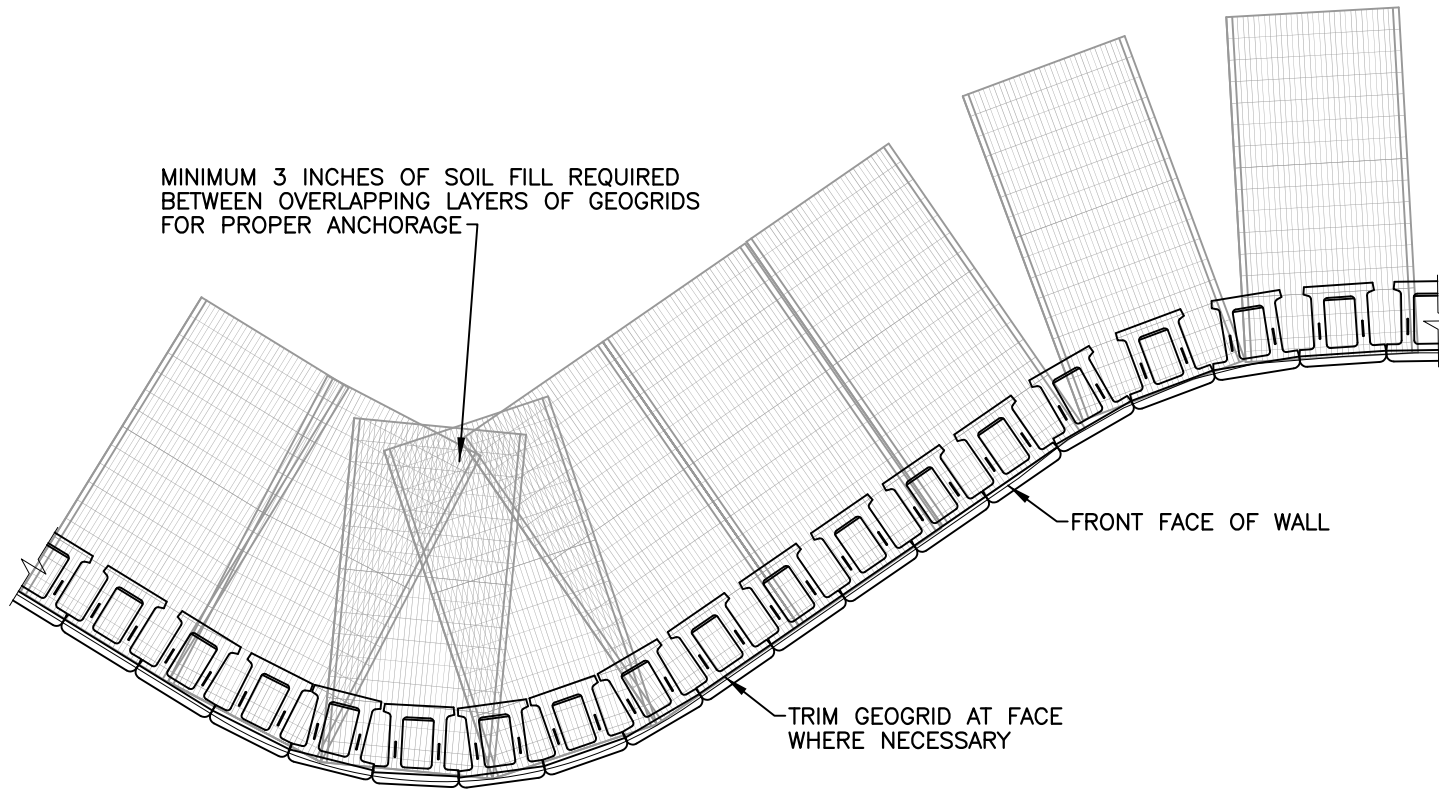 MINIMUM 3 INCHES OF SOIL FILL REQUIRED
BETWEEN OVERLAPPING LAYERS OF GEOGRIDS
FOR PROPER ANCHORAGE
FRONT FACE OF WALL
TRIM GEOGRID AT FACE
WHERE NECESSARY